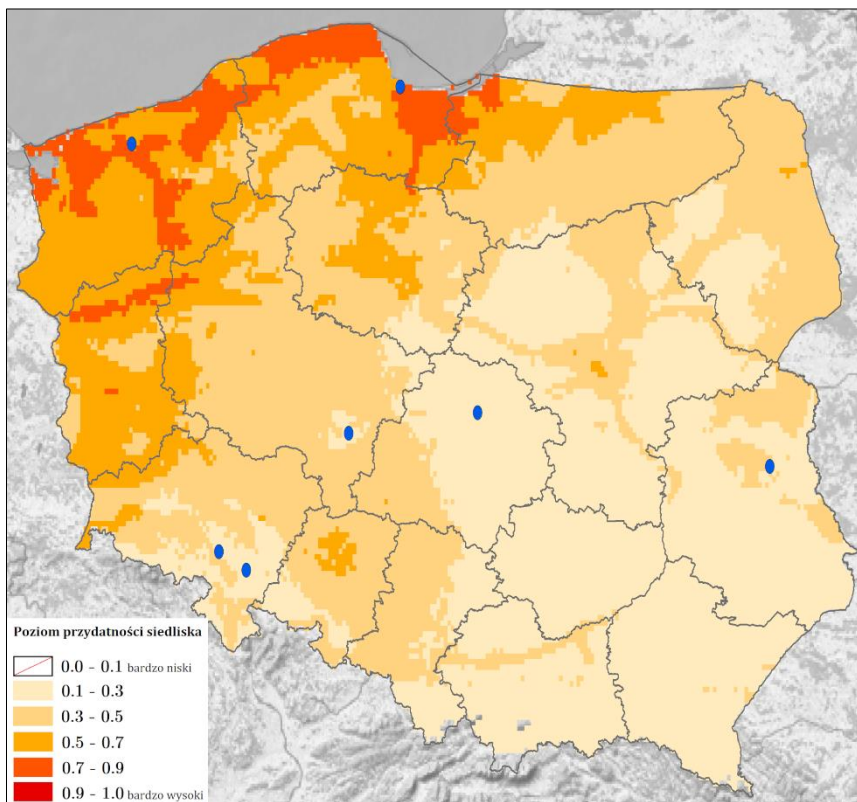 Poziom przydatności siedliska
0.0 - 0.1 bardzo niski
0.1 - 0.3
0.3 - 0.5
0.5 - 0.7
0.7 - 0.9
0.9 - 1.0 bardzo wysoki